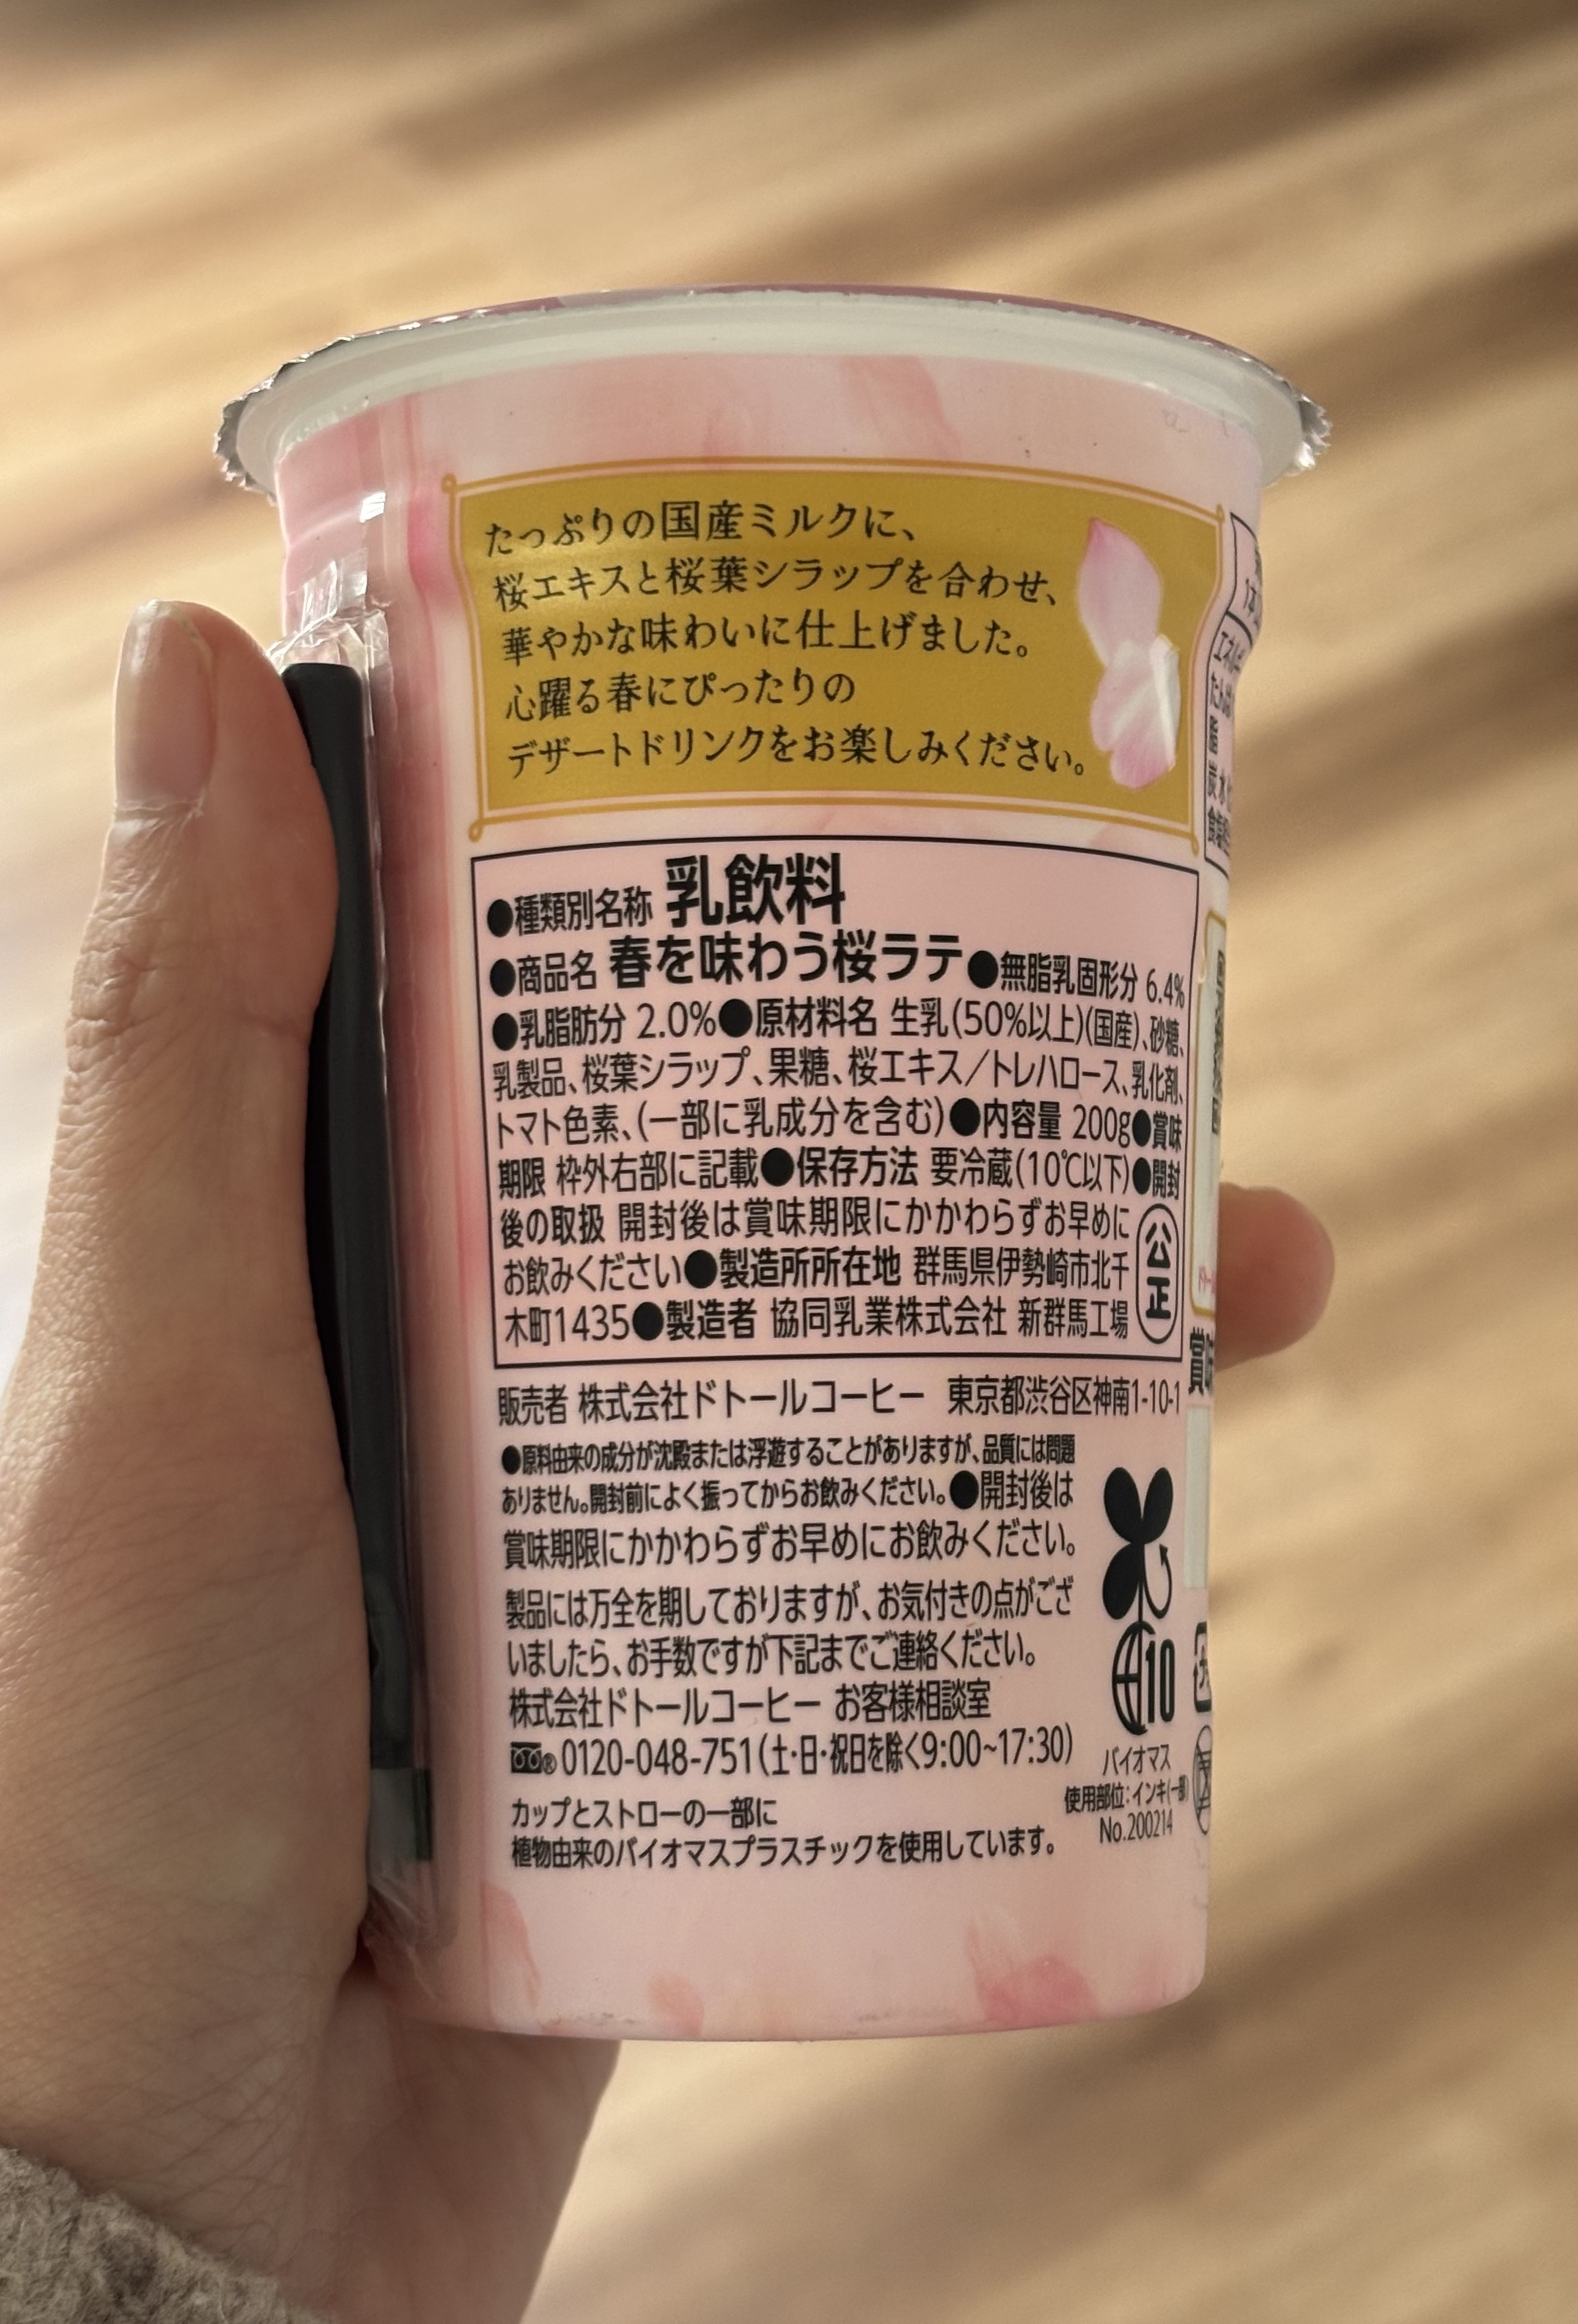 たっぷりの国産ミルクに、
桜エキスと桜葉シラップを合わせ、
華やかな味わいに仕上げました。
心躍る春にぴったりの
デザートドリンクをお楽しみください。
●種類別名称 乳飲料
●商品名 春を味わう桜ラテ●無脂乳固形分 6.4%
●乳脂肪分 2.0%●原材料名 生乳(50%以上)(国産)、砂糖、
乳製品、桜葉シラップ、果糖、桜エキス／トレハロース、乳化剤、
トマト色素、(一部に乳成分を含む)●内容量 200g●賞味
期限 枠外右部に記載●保存方法 要冷蔵(10℃以下)●開封
後の取扱 開封後は賞味期限にかかわらずお早めに
お飲みください●製造所所在地 群馬県伊勢崎市北千
木町1435●製造者 協同乳業株式会社 新群馬工場
公正
販売者 株式会社ドトールコーヒー 東京都渋谷区神南1-10-1
●原料由来の成分が沈殿または浮遊することがありますが、品質には問題
ありません。開封前によく振ってからお飲みください。●開封後は
賞味期限にかかわらずお早めにお飲みください。
製品には万全を期しておりますが、お気付きの点がござ
いましたら、お手数ですが下記までご連絡ください。
株式会社ドトールコーヒー お客様相談室
®0120-048-751(土・日・祝日を除く9:00~17:30)
カップとストローの一部に
植物由来のバイオマスプラスチックを使用しています。
10
バイオマス
使用部位：インキ(一部)
No.200214
賞味